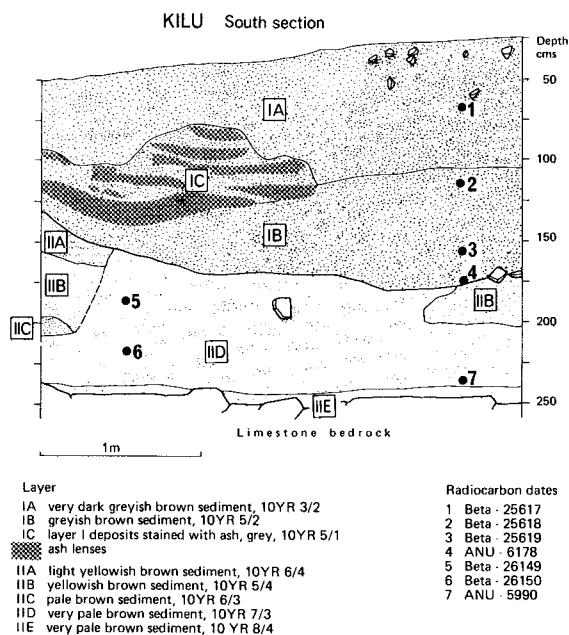 KILU South section
Depth
cms
50
100
150
200
250
IA
1
IC
2
IB
3
4
IIA
IIB
IIB
5
IIC
6
IID
7
IIE
Limestone bedrock
1m
Layer
IA very dark greyish brown sediment, 10YR 3/2
IB greyish brown sediment, 10YR 5/2
IC layer I deposits stained with ash, grey, 10YR 5/1
ash lenses
IIA light yellowish brown sediment, 10YR 6/4
IIB yellowish brown sediment, 10YR 5/4
IIC pale brown sediment, 10YR 6/3
IID very pale brown sediment, 10YR 7/3
IIE very pale brown sediment, 10YR 8/4
Radiocarbon dates
1 Beta - 25617
2 Beta - 25618
3 Beta - 25619
4 ANU - 6178
5 Beta - 26149
6 Beta - 26150
7 ANU - 5990